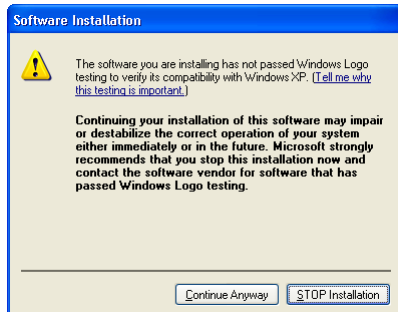 Software Installation
The software you are installing has not passed Windows Logo
testing to verify its compatibility with Windows XP. (Tell me why
this testing is important.)
Continuing your installation of this software may impair
or destabilize the correct operation of your system
either immediately or in the future. Microsoft strongly
recommends that you stop this installation now and
contact the software vendor for software that has
passed Windows Logo testing.
Continue Anyway
STOP Installation